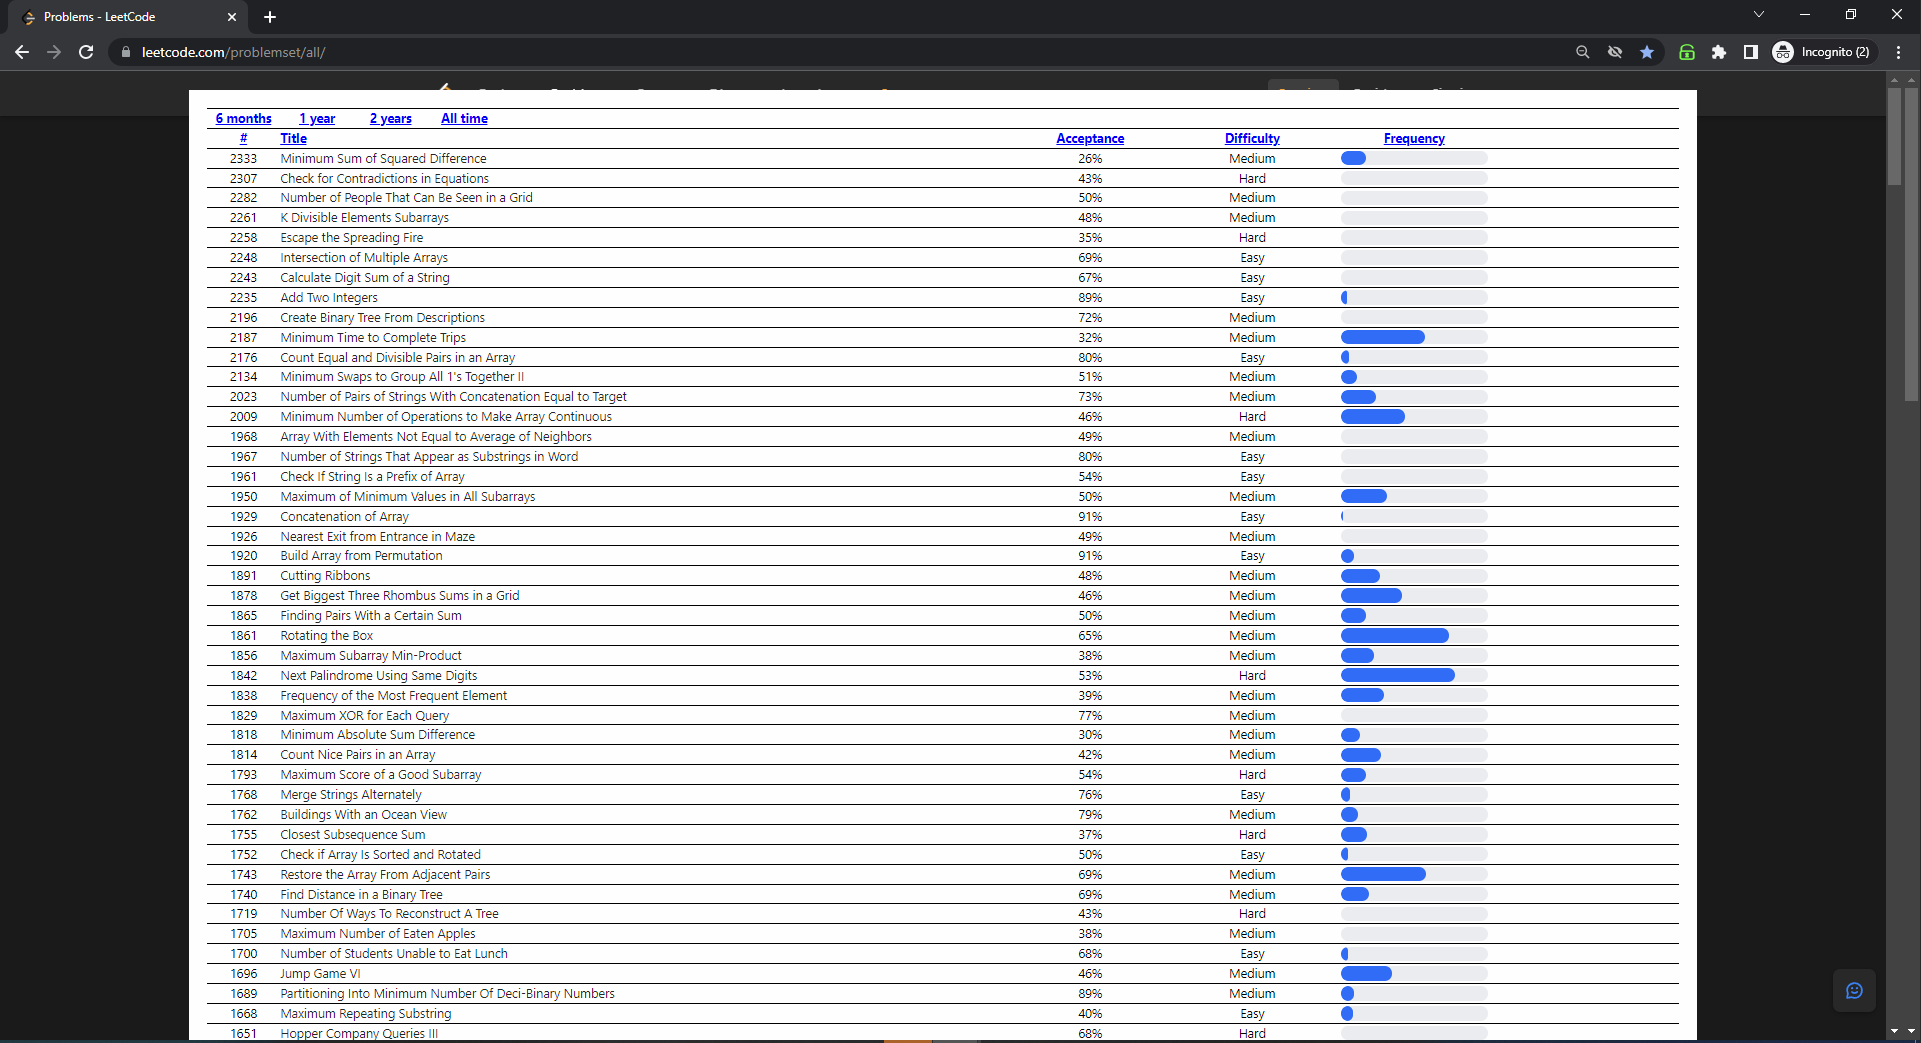 Problems - LeetCode
leetcode.com/problemset/all/
Incognito (2)
6 months 1 year 2 years All time
# Title Acceptance Difficulty Frequency
2333 Minimum Sum of Squared Difference 26% Medium
2307 Check for Contradictions in Equations 43% Hard
2282 Number of People That Can Be Seen in a Grid 50% Medium
2261 K Divisible Elements Subarrays 48% Medium
2258 Escape the Spreading Fire 35% Hard
2248 Intersection of Multiple Arrays 69% Easy
2243 Calculate Digit Sum of a String 67% Easy
2235 Add Two Integers 89% Easy
2196 Create Binary Tree From Descriptions 72% Medium
2187 Minimum Time to Complete Trips 32% Medium
2176 Count Equal and Divisible Pairs in an Array 80% Easy
2134 Minimum Swaps to Group All 1's Together II 51% Medium
2023 Number of Pairs of Strings With Concatenation Equal to Target 73% Medium
2009 Minimum Number of Operations to Make Array Continuous 46% Hard
1968 Array With Elements Not Equal to Average of Neighbors 49% Medium
1967 Number of Strings That Appear as Substrings in Word 80% Easy
1961 Check If String Is a Prefix of Array 54% Easy
1950 Maximum of Minimum Values in All Subarrays 50% Medium
1929 Concatenation of Array 91% Easy
1926 Nearest Exit from Entrance in Maze 49% Medium
1920 Build Array from Permutation 91% Easy
1891 Cutting Ribbons 48% Medium
1878 Get Biggest Three Rhombus Sums in a Grid 46% Medium
1865 Finding Pairs With a Certain Sum 50% Medium
1861 Rotating the Box 65% Medium
1856 Maximum Subarray Min-Product 38% Medium
1842 Next Palindrome Using Same Digits 53% Hard
1838 Frequency of the Most Frequent Element 39% Medium
1829 Maximum XOR for Each Query 77% Medium
1818 Minimum Absolute Sum Difference 30% Medium
1814 Count Nice Pairs in an Array 42% Medium
1793 Maximum Score of a Good Subarray 54% Hard
1768 Merge Strings Alternately 76% Easy
1762 Buildings With an Ocean View 79% Medium
1755 Closest Subsequence Sum 37% Hard
1752 Check if Array Is Sorted and Rotated 50% Easy
1743 Restore the Array From Adjacent Pairs 69% Medium
1740 Find Distance in a Binary Tree 69% Medium
1719 Number Of Ways To Reconstruct A Tree 43% Hard
1705 Maximum Number of Eaten Apples 38% Medium
1700 Number of Students Unable to Eat Lunch 68% Easy
1696 Jump Game VI 46% Medium
1689 Partitioning Into Minimum Number Of Deci-Binary Numbers 89% Medium
1668 Maximum Repeating Substring 40% Easy
1651 Hopper Company Queries III 68% Hard